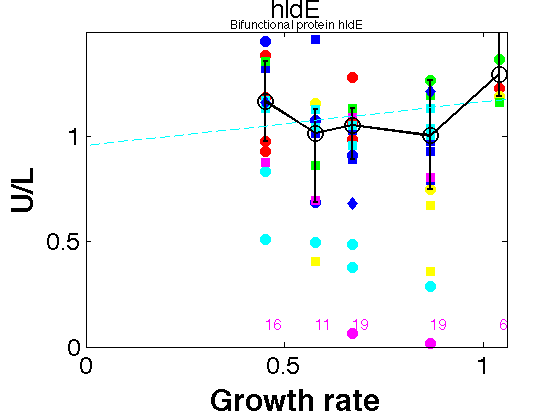 hldE
Bifunctional protein hldE
U/L
1
0.5
0
16
11
19
19
6
0
0.5
1
Growth rate